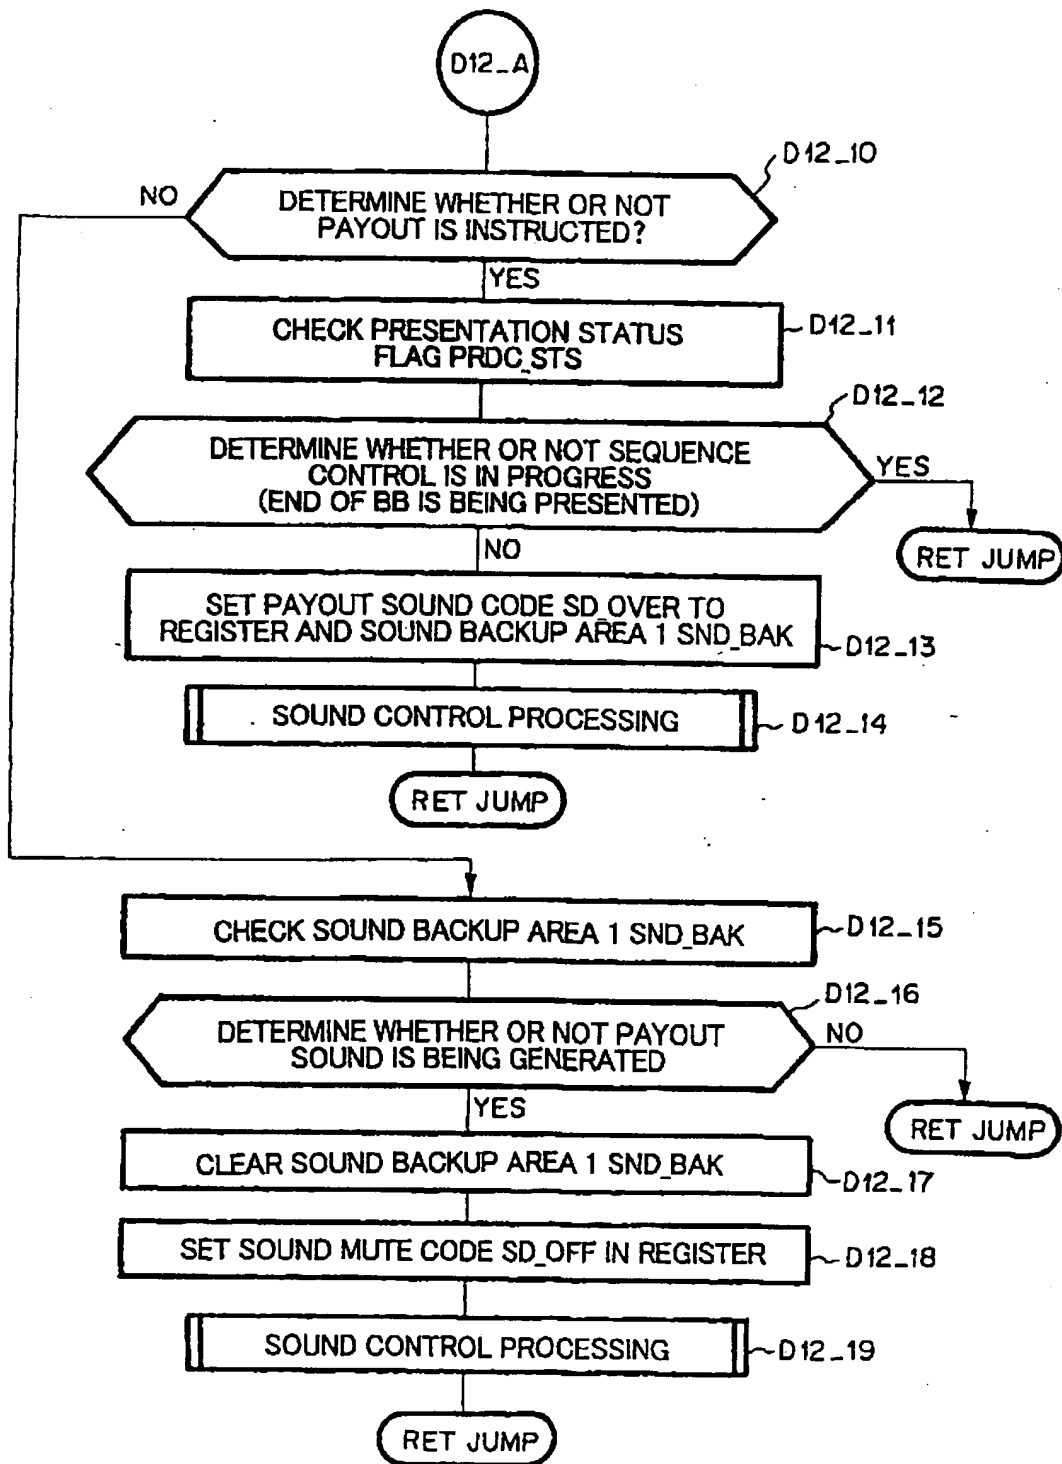 D12_A
D12_10
NO
DETERMINE WHETHER OR NOT
PAYOUT IS INSTRUCTED?
YES
CHECK PRESENTATION STATUS
FLAG PRDC_STS
D12_11
D12_12
DETERMINE WHETHER OR NOT SEQUENCE
CONTROL IS IN PROGRESS
(END OF BB IS BEING PRESENTED)
YES
RET JUMP
NO
SET PAYOUT SOUND CODE SD_OVER TO
REGISTER AND SOUND BACKUP AREA 1 SND_BAK
D12_13
SOUND CONTROL PROCESSING
D12_14
RET JUMP
CHECK SOUND BACKUP AREA 1 SND_BAK
D12_15
D12_16
DETERMINE WHETHER OR NOT PAYOUT
SOUND IS BEING GENERATED
NO
RET JUMP
YES
CLEAR SOUND BACKUP AREA 1 SND_BAK
D12_17
SET SOUND MUTE CODE SD_OFF IN REGISTER
D12_18
SOUND CONTROL PROCESSING
D12_19
RET JUMP